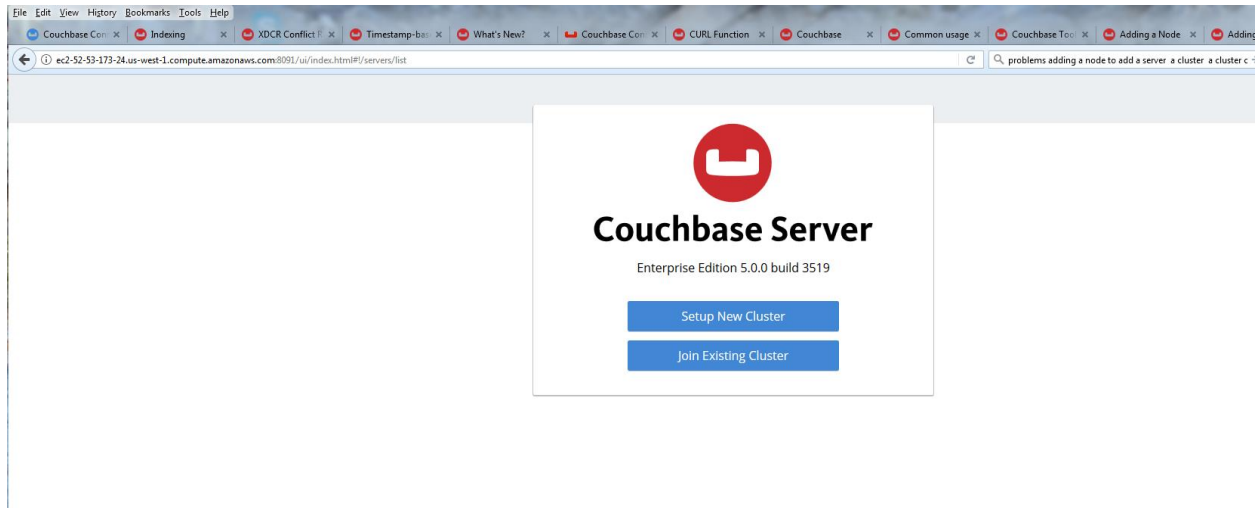 File Edit View History Bookmarks Tools Help
Couchbase Con Indexing XDCR Conflict R Timestamp-bas What's New? Couchbase Con CURL Function Couchbase Common usage Couchbase Too Adding a Node Adding
ec2-52-53-173-24.us-west-1.compute.amazonaws.com:8091/ui/index.html#!/servers/list problems adding a node to add a server a cluster a cluster c
Couchbase Server
Enterprise Edition 5.0.0 build 3519
Setup New Cluster
Join Existing Cluster